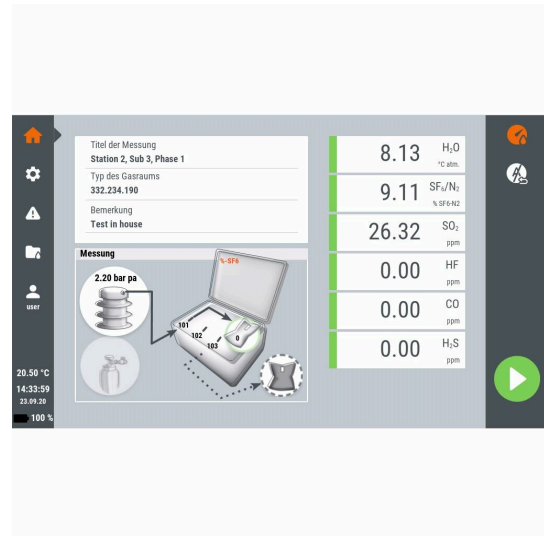 Titel der Messung
Station 2, Sub 3, Phase 1
Typ des Gasraums
332.234.190
Bemerkung
Test in house
Messung
%-SF6
2.20 bar pa
101
102
103
0
8.13 H₂O
°C atm.
9.11 SF₆/N₂
% SF6-N2
26.32 SO₂
ppm
0.00 HF
ppm
0.00 CO
ppm
0.00 H₂S
ppm
user
20.50 °C
14:33:59
23.09.20
100 %